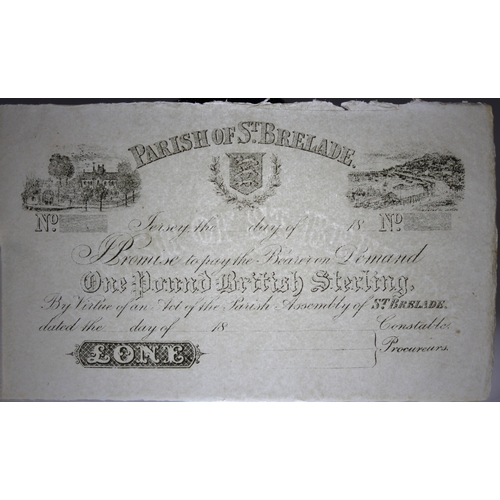 PARISH OF ST. BRELADE.
No. Jersey, the day of 18 No.
I Promise to pay the Bearer on Demand
One Pound British Sterling,
By Virtue of an Act of the Parish Assembly of ST. BRELADE.
dated the day of 18 Constable.
Procureurs.
£ONE